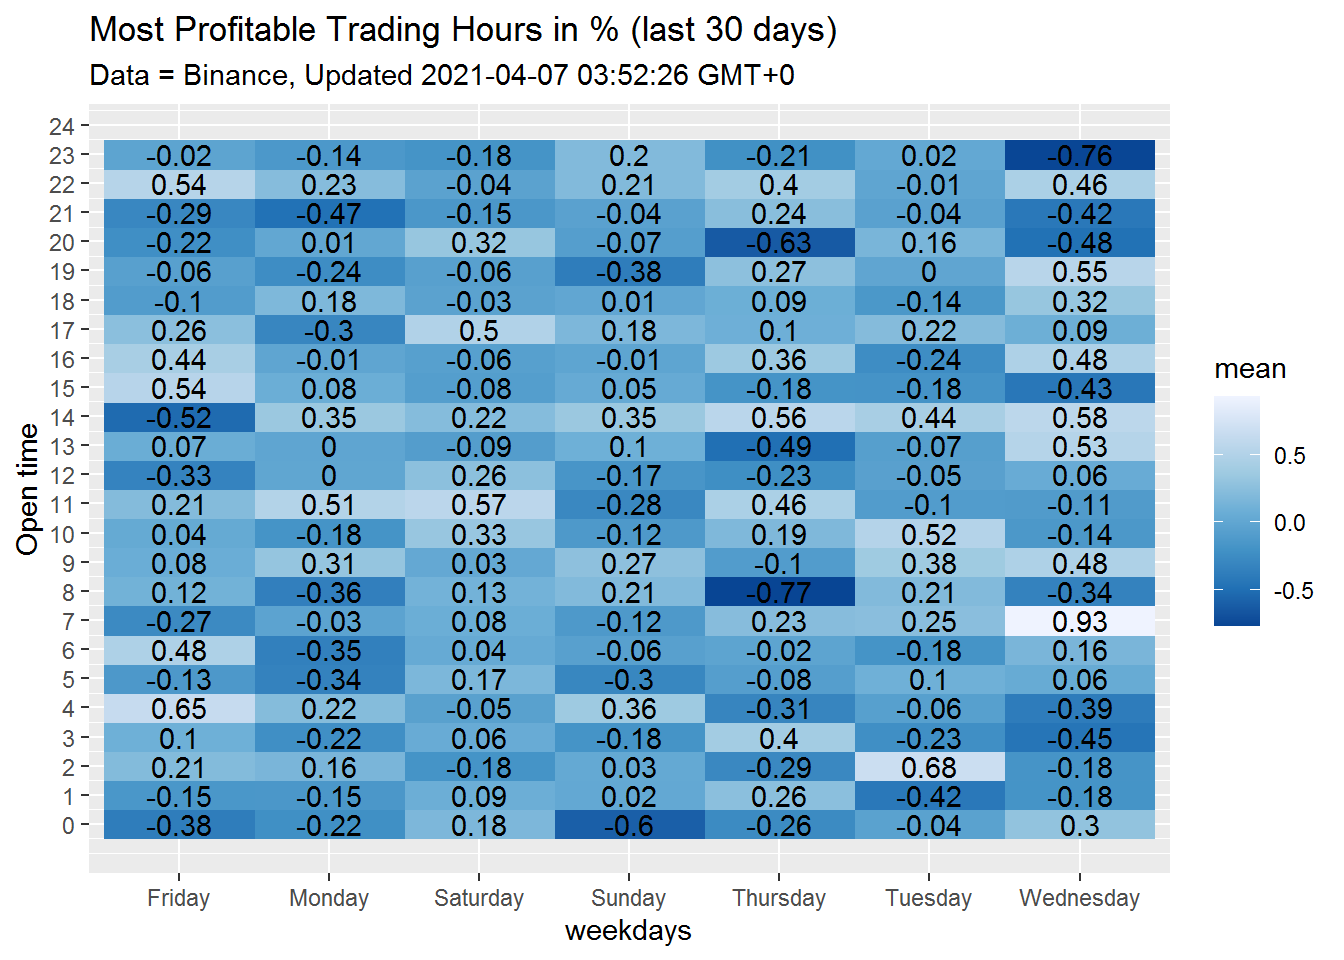 Most Profitable Trading Hours in % (last 30 days)
Data = Binance, Updated 2021-04-07 03:52:26 GMT+0
24
23 -0.02 -0.14 -0.18 0.2 -0.21 0.02 -0.76
22 0.54 0.23 -0.04 0.21 0.4 -0.01 0.46
21 -0.29 -0.47 -0.15 -0.04 0.24 -0.04 -0.42
20 -0.22 0.01 0.32 -0.07 -0.63 0.16 -0.48
19 -0.06 -0.24 -0.06 -0.38 0.27 0 0.55
18 -0.1 0.18 -0.03 0.01 0.09 -0.14 0.32
17 0.26 -0.3 0.5 0.18 0.1 0.22 0.09
16 0.44 -0.01 -0.06 -0.01 0.36 -0.24 0.48
15 0.54 0.08 -0.08 0.05 -0.18 -0.18 -0.43
14 -0.52 0.35 0.22 0.35 0.56 0.44 0.58
13 0.07 0 -0.09 0.1 -0.49 -0.07 0.53
12 -0.33 0 0.26 -0.17 -0.23 -0.05 0.06
11 0.21 0.51 0.57 -0.28 0.46 -0.1 -0.11
10 0.04 -0.18 0.33 -0.12 0.19 0.52 -0.14
9 0.08 0.31 0.03 0.27 -0.1 0.38 0.48
8 0.12 -0.36 0.13 0.21 -0.77 0.21 -0.34
7 -0.27 -0.03 0.08 -0.12 0.23 0.25 0.93
6 0.48 -0.35 0.04 -0.06 -0.02 -0.18 0.16
5 -0.13 -0.34 0.17 -0.3 -0.08 0.1 0.06
4 0.65 0.22 -0.05 0.36 -0.31 -0.06 -0.39
3 0.1 -0.22 0.06 -0.18 0.4 -0.23 -0.45
2 0.21 0.16 -0.18 0.03 -0.29 0.68 -0.18
1 -0.15 -0.15 0.09 0.02 0.26 -0.42 -0.18
0 -0.38 -0.22 0.18 -0.6 -0.26 -0.04 0.3
Friday Monday Saturday Sunday Thursday Tuesday Wednesday
weekdays
Open time
mean
0.5
0.0
-0.5